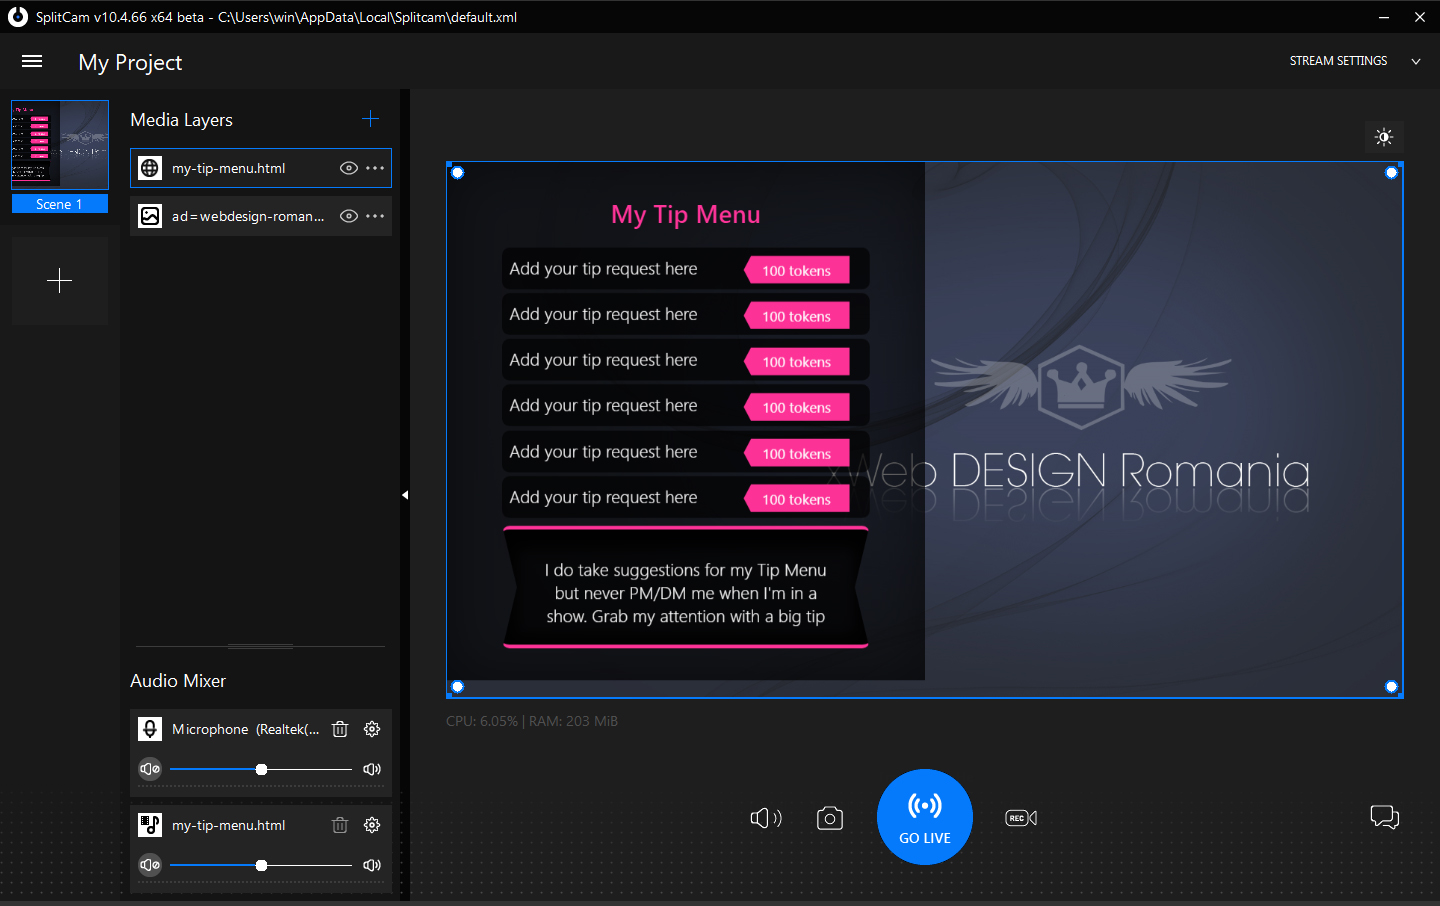 SplitCam v10.4.66 x64 beta - C:\Users\win\AppData\Local\Splitcam\default.xml
My Project
STREAM SETTINGS
Scene 1
Media Layers
my-tip-menu.html
ad=webdesign-roman...
My Tip Menu
Add your tip request here 100 tokens
Add your tip request here 100 tokens
Add your tip request here 100 tokens
Add your tip request here 100 tokens
Add your tip request here 100 tokens
Add your tip request here 100 tokens
I do take suggestions for my Tip Menu
but never PM/DM me when I'm in a
show. Grab my attention with a big tip
xWeb DESIGN Romania
CPU: 6.05% | RAM: 203 MiB
Audio Mixer
Microphone (Realtek(...
my-tip-menu.html
GO LIVE
REC